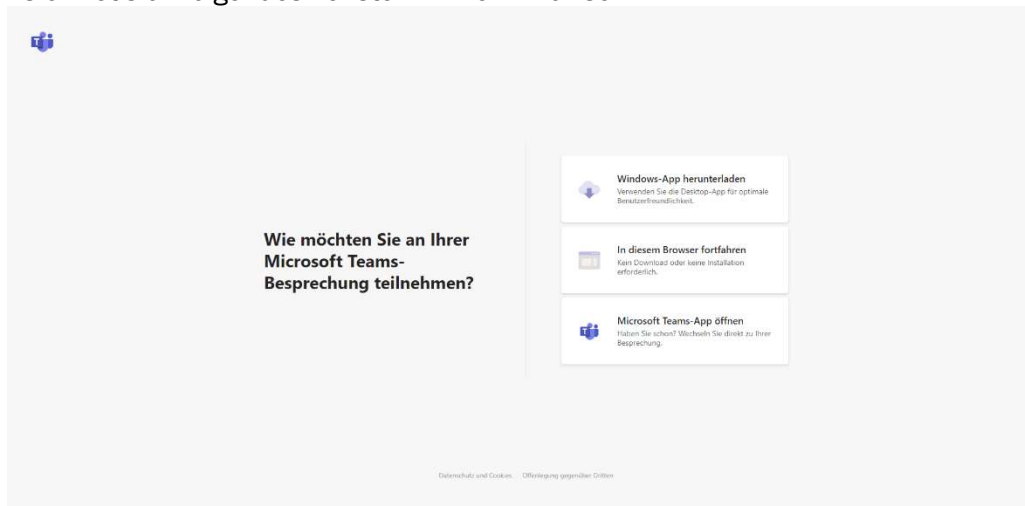 Wie möchten Sie an Ihrer
Microsoft Teams-
Besprechung teilnehmen?
Windows-App herunterladen
Verwenden Sie die Desktop-App für optimale
Benutzerfreundlichkeit.
In diesem Browser fortfahren
Kein Download oder keine Installation
erforderlich.
Microsoft Teams-App öffnen
Haben Sie schon? Wechseln Sie direkt zu Ihrer
Besprechung.
Datenschutz und Cookies Offenlegung gegenüber Dritten